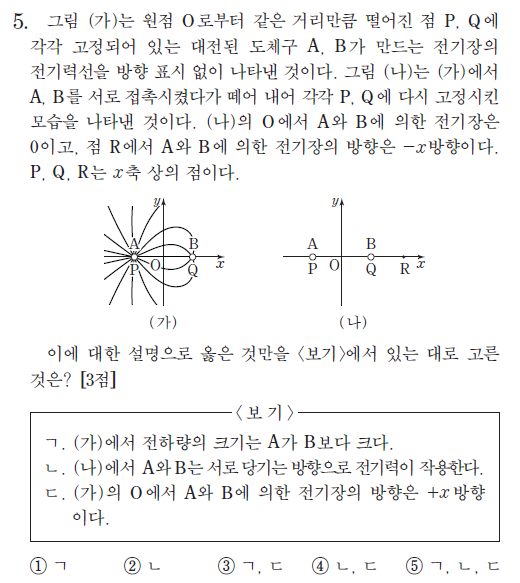 5. 그림 (가)는 원점 O로부터 같은 거리만큼 떨어진 점 P, Q에
각각 고정되어 있는 대전된 도체구 A, B가 만드는 전기장의
전기력선을 방향 표시 없이 나타낸 것이다. 그림 (나)는 (가)에서
A, B를 서로 접촉시켰다가 떼어 내어 각각 P, Q에 다시 고정시킨
모습을 나타낸 것이다. (나)의 O에서 A와 B에 의한 전기장은
0이고, 점 R에서 A와 B에 의한 전기장의 방향은 -x방향이다.
P, Q, R는 x축 상의 점이다.
y
A B
P O Q x
(가)
y
A B
P O Q R x
(나)
이에 대한 설명으로 옳은 것만을 <보기>에서 있는 대로 고른
것은? [3점]
<보 기>
ㄱ. (가)에서 전하량의 크기는 A가 B보다 크다.
ㄴ. (나)에서 A와 B는 서로 당기는 방향으로 전기력이 작용한다.
ㄷ. (가)의 O에서 A와 B에 의한 전기장의 방향은 +x방향
이다.
① ㄱ ② ㄴ ③ ㄱ, ㄷ ④ ㄴ, ㄷ ⑤ ㄱ, ㄴ, ㄷ